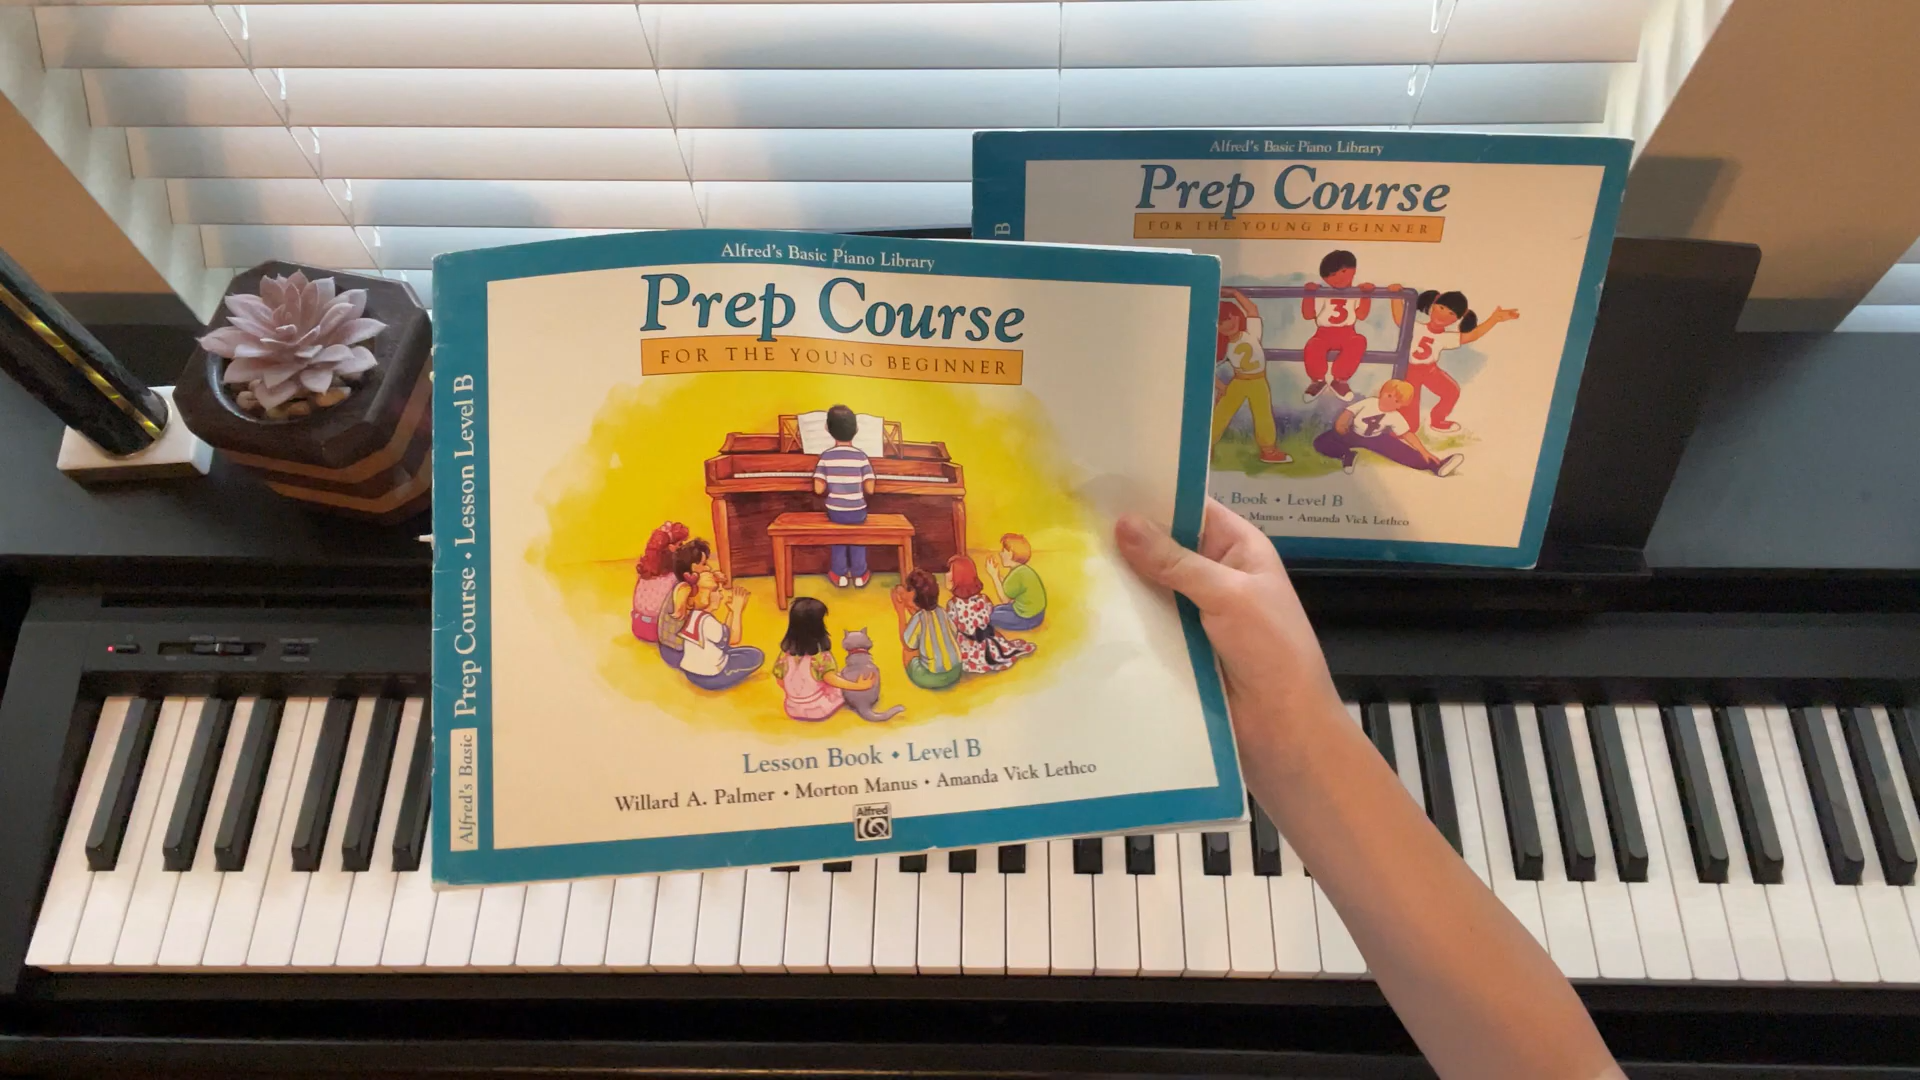 Alfred's Basic Piano Library
Prep Course
FOR THE YOUNG BEGINNER
Lesson Book • Level B
Willard A. Palmer • Morton Manus • Amanda Vick Lethco
Alfred
Alfred's Basic Prep Course • Lesson Level B
Alfred's Basic Piano Library
Prep Course
FOR THE YOUNG BEGINNER
B
2
3
5
4
Book • Level B
Manus • Amanda Vick Lethco